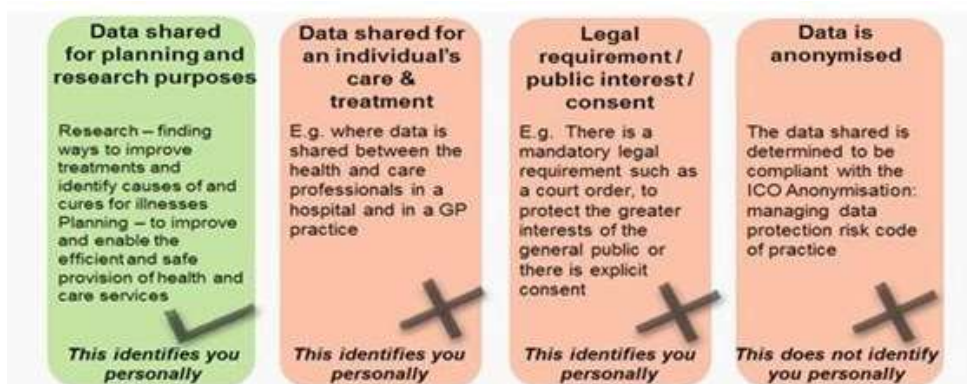 Data shared
for planning and
research purposes
Research – finding
ways to improve
treatments and
identify causes of and
cures for illnesses
Planning – to improve
and enable the
efficient and safe
provision of health and
care services
This identifies you
personally
Data shared for
an individual's
care &
treatment
E.g. where data is
shared between the
health and care
professionals in a
hospital and in a GP
practice
This identifies you
personally
Legal
requirement /
public interest /
consent
E.g. There is a
mandatory legal
requirement such as
a court order, to
protect the greater
interests of the
general public or
there is explicit
consent
This identifies you
personally
Data is
anonymised
The data shared is
determined to be
compliant with the
ICO Anonymisation:
managing data
protection risk code
of practice
This does not identify
you personally